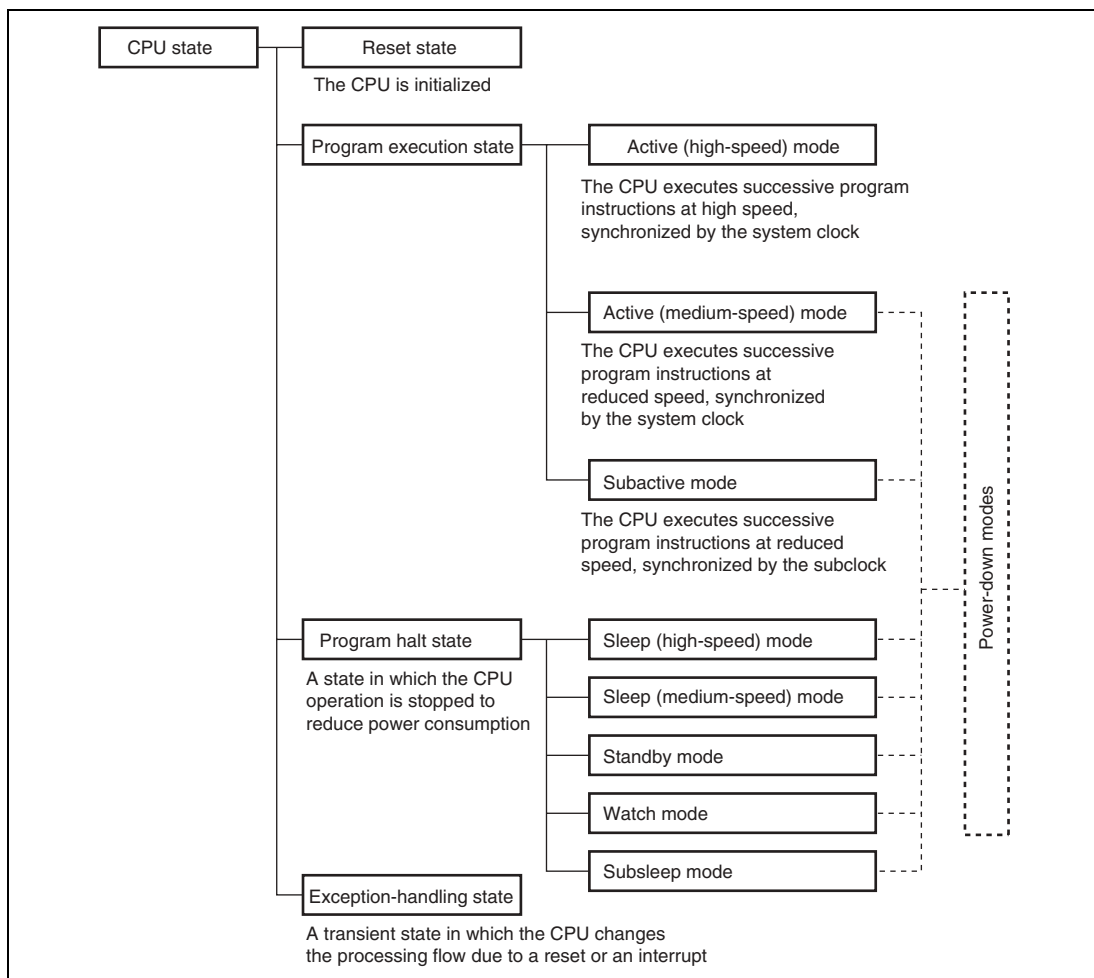 CPU state
Reset state
The CPU is initialized
Program execution state
Active (high-speed) mode
The CPU executes successive program
instructions at high speed,
synchronized by the system clock
Active (medium-speed) mode
The CPU executes successive
program instructions at
reduced speed, synchronized
by the system clock
Subactive mode
The CPU executes successive
program instructions at reduced
speed, synchronized by the subclock
Power-down modes
Program halt state
A state in which the CPU
operation is stopped to
reduce power consumption
Sleep (high-speed) mode
Sleep (medium-speed) mode
Standby mode
Watch mode
Subsleep mode
Exception-handling state
A transient state in which the CPU changes
the processing flow due to a reset or an interrupt